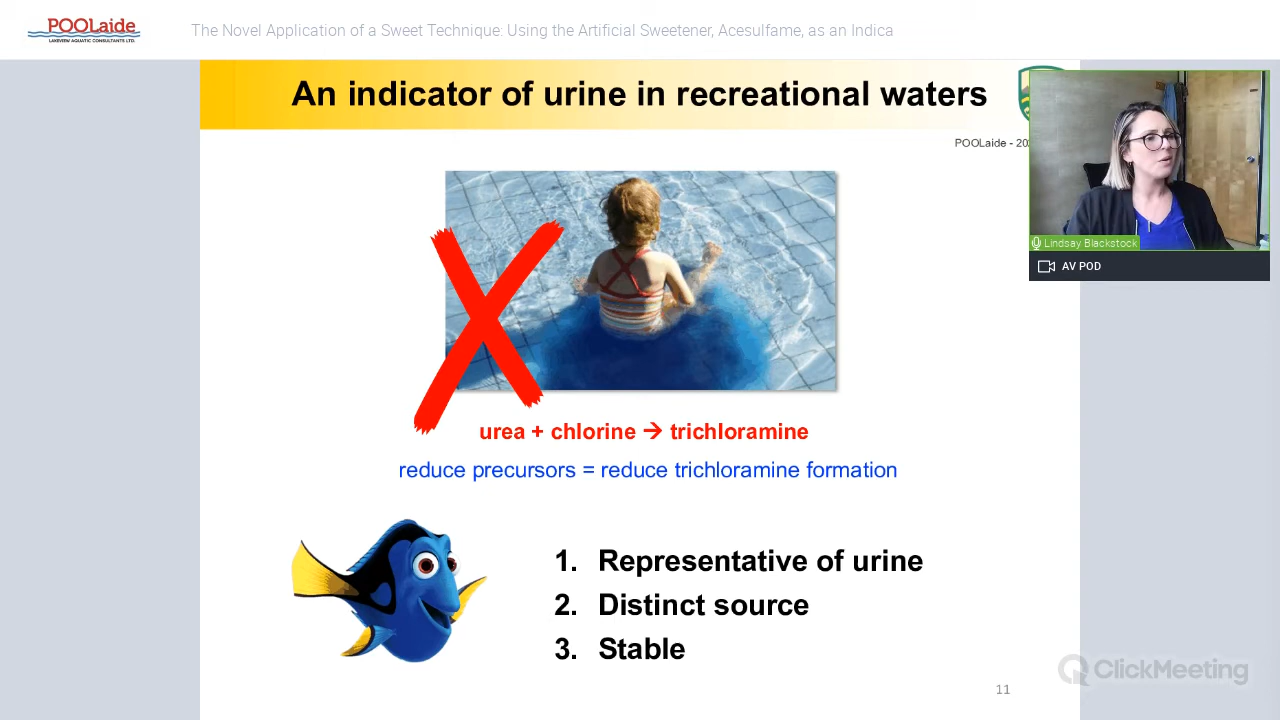 POOLaide
LAKEVIEW AQUATIC CONSULTANTS LTD.
The Novel Application of a Sweet Technique: Using the Artificial Sweetener, Acesulfame, as an Indica
An indicator of urine in recreational waters
POOLaide - 20
Lindsay Blackstock
AV POD
urea + chlorine → trichloramine
reduce precursors = reduce trichloramine formation
1. Representative of urine
2. Distinct source
3. Stable
ClickMeeting
11